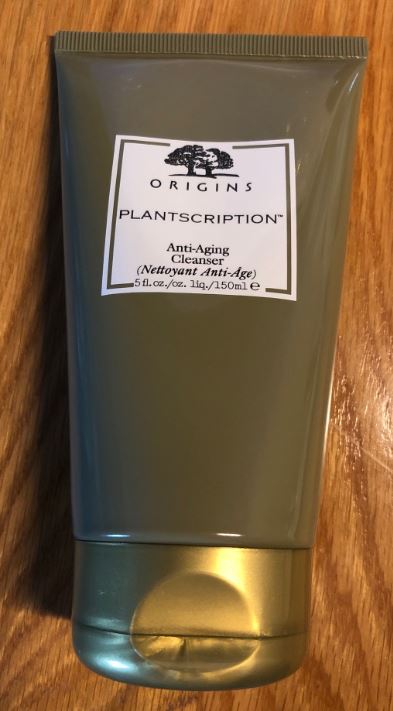 ORIGINS
PLANTSCRIPTION™
Anti-Aging
Cleanser
(Nettoyant Anti-Âge)
5 fl.oz./oz. liq./150ml ℮